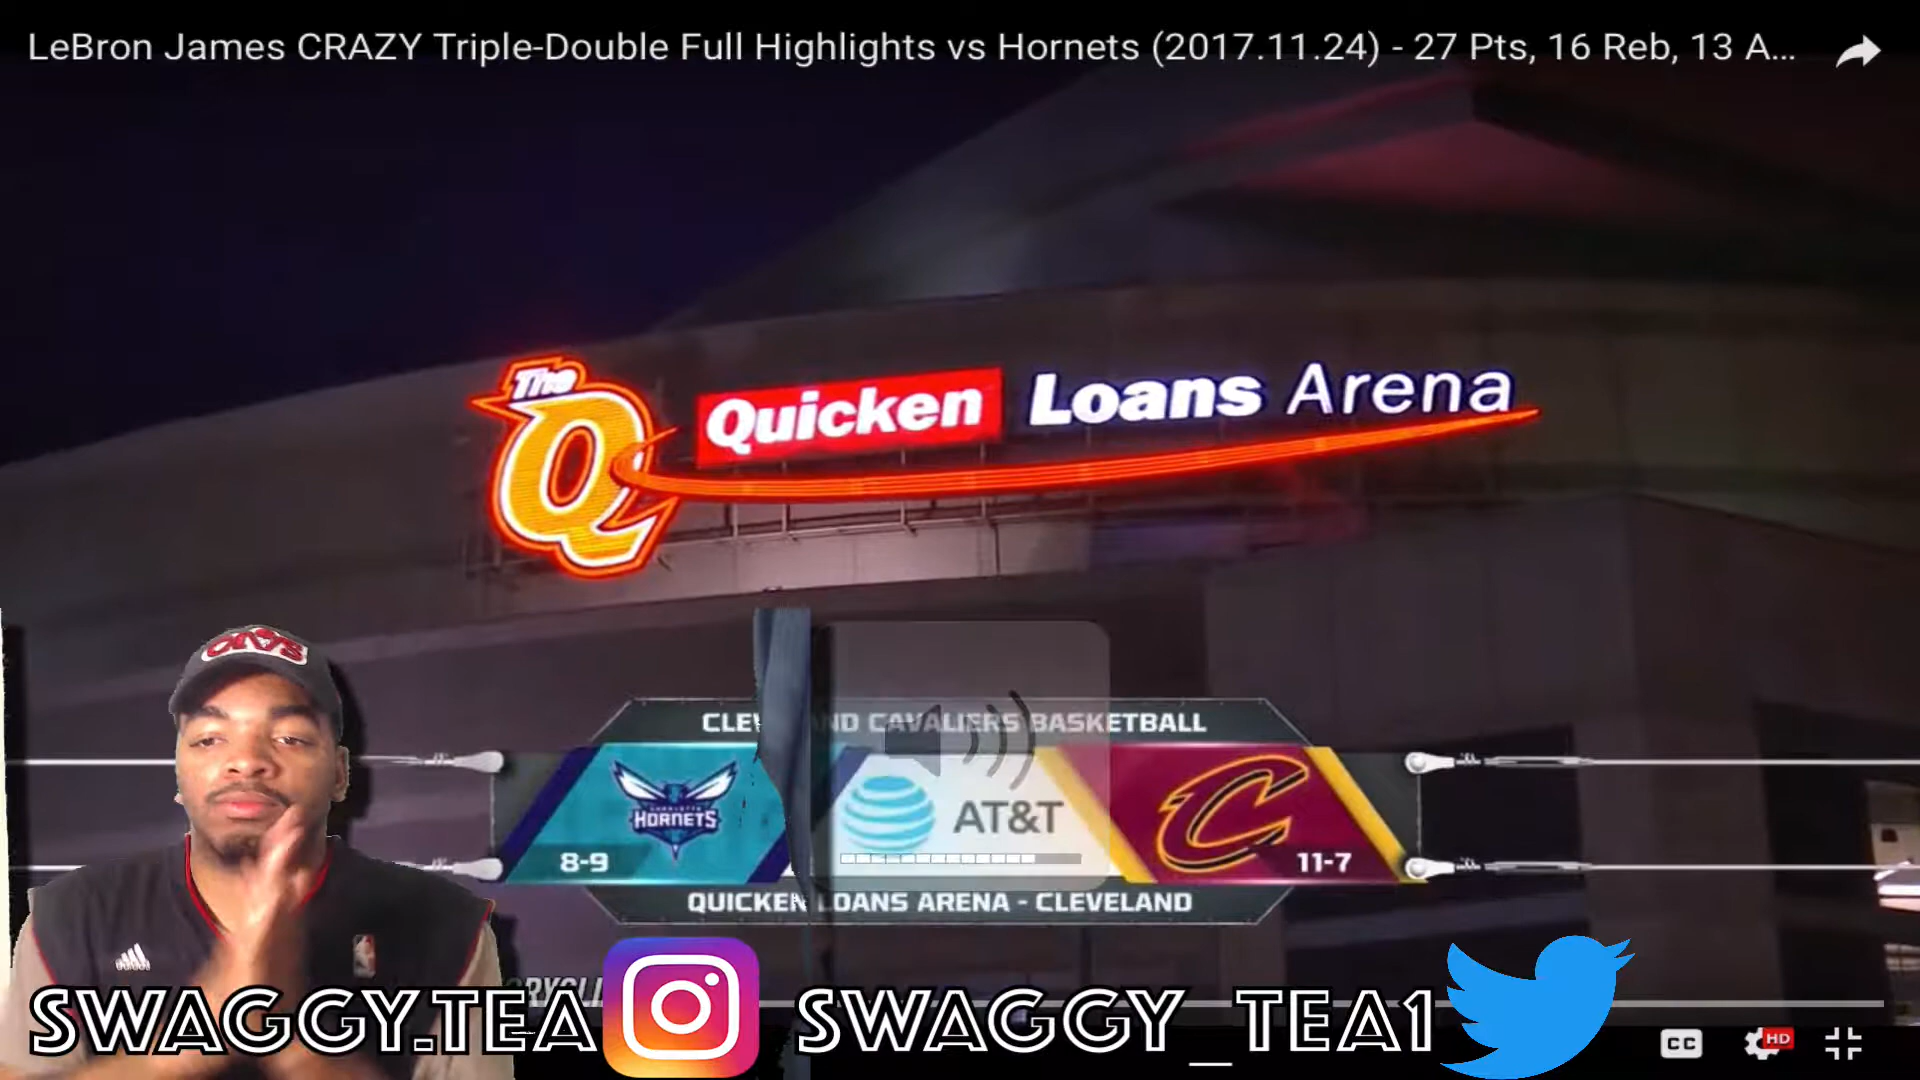 LeBron James CRAZY Triple-Double Full Highlights vs Hornets (2017.11.24) - 27 Pts, 16 Reb, 13 A...
The
Q Quicken Loans Arena
CAVS
CAVALIERS BASKETBALL
CHARLOTTE
HORNETS
8-9
AT&T
C
11-7
QUICKEN LOANS ARENA - CLEVELAND
SWAGGY.TEA
SWAGGY_TEA1
CC
HD